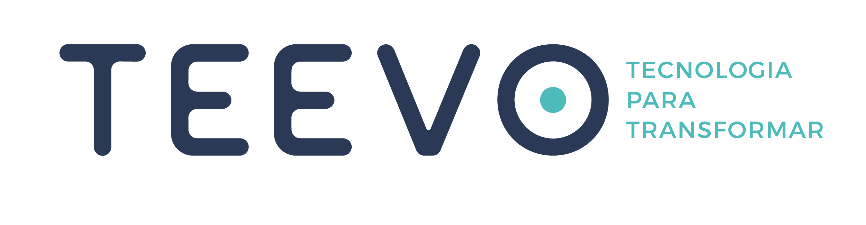 TEEVO
TECNOLOGIA
PARA
TRANSFORMAR